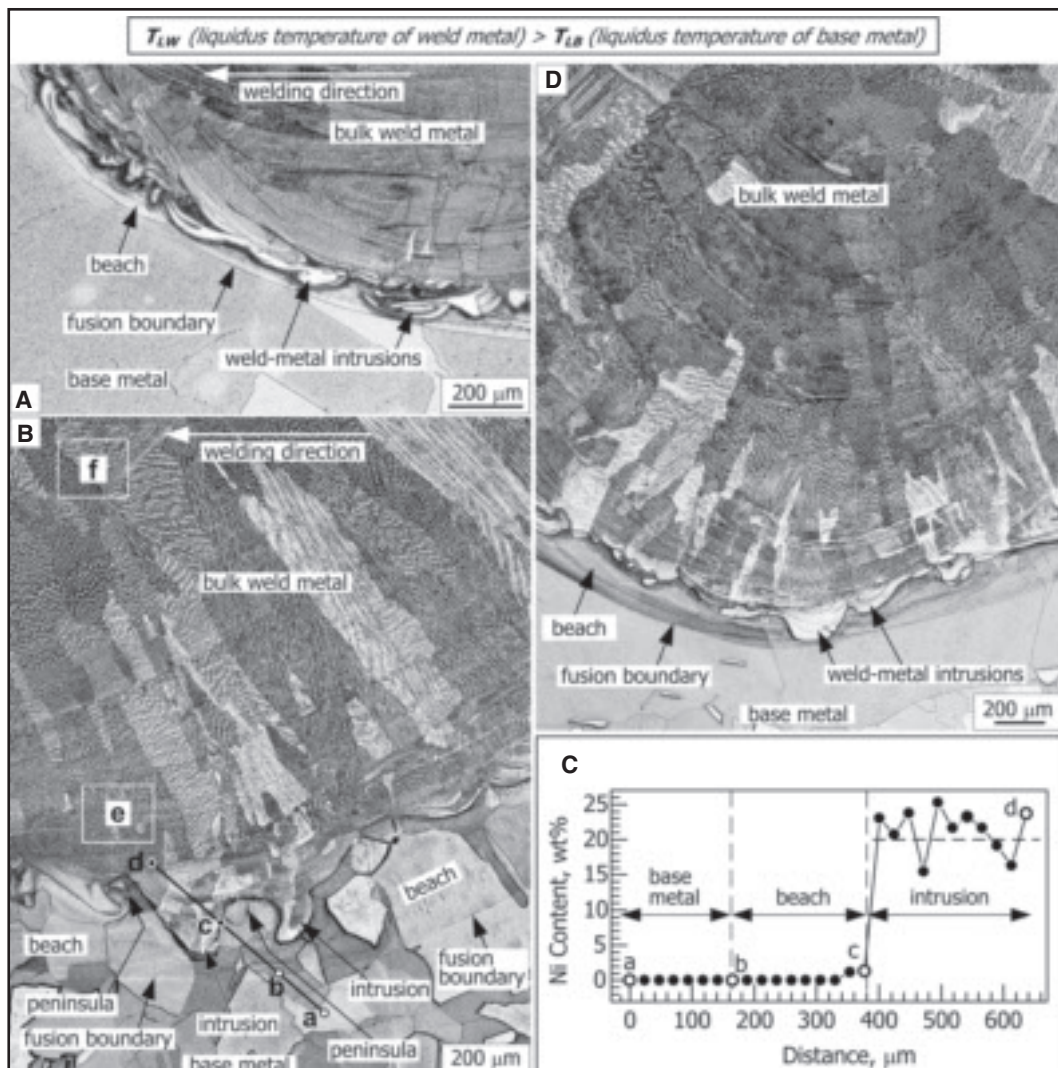 T_LW (liquidus temperature of weld metal) > T_LB (liquidus temperature of base metal)
A
welding direction
bulk weld metal
beach
fusion boundary
weld-metal intrusions
base metal
200 μm
B
f
welding direction
bulk weld metal
e
d
c
b
a
beach
beach
fusion
boundary
peninsula
fusion boundary
intrusion
intrusion
base metal
peninsula
200 μm
D
bulk weld metal
beach
fusion boundary
weld-metal intrusions
base metal
200 μm
C
Ni Content, wt%
25
20
15
10
5
0
base
metal
beach
intrusion
a
b
c
d
0 100 200 300 400 500 600
Distance, μm